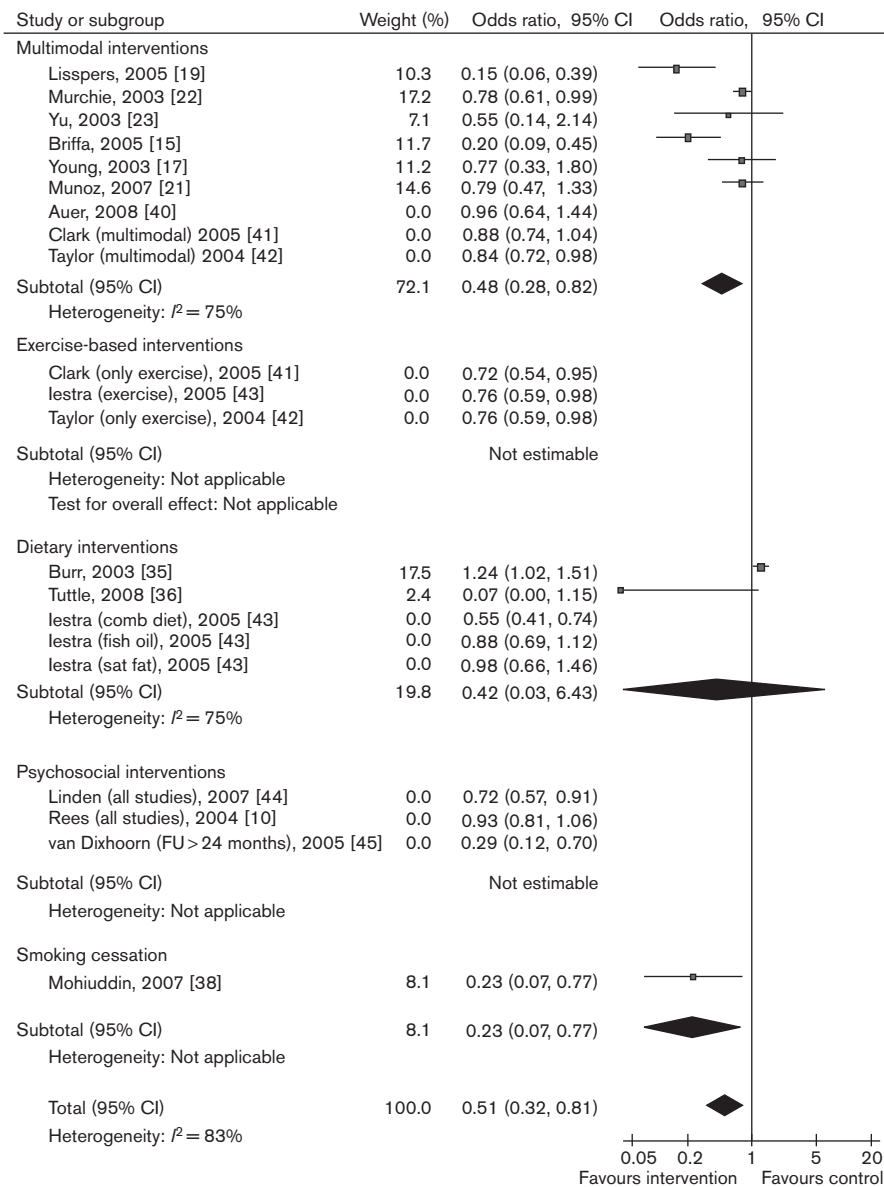 Study or subgroup Weight (%) Odds ratio, 95% CI Odds ratio, 95% CI
Multimodal interventions
Lisspers, 2005 [19] 10.3 0.15 (0.06, 0.39)
Murchie, 2003 [22] 17.2 0.78 (0.61, 0.99)
Yu, 2003 [23] 7.1 0.55 (0.14, 2.14)
Briffa, 2005 [15] 11.7 0.20 (0.09, 0.45)
Young, 2003 [17] 11.2 0.77 (0.33, 1.80)
Munoz, 2007 [21] 14.6 0.79 (0.47, 1.33)
Auer, 2008 [40] 0.0 0.96 (0.64, 1.44)
Clark (multimodal) 2005 [41] 0.0 0.88 (0.74, 1.04)
Taylor (multimodal) 2004 [42] 0.0 0.84 (0.72, 0.98)
Subtotal (95% CI) 72.1 0.48 (0.28, 0.82)
Heterogeneity: I² = 75%
Exercise-based interventions
Clark (only exercise), 2005 [41] 0.0 0.72 (0.54, 0.95)
Iestra (exercise), 2005 [43] 0.0 0.76 (0.59, 0.98)
Taylor (only exercise), 2004 [42] 0.0 0.76 (0.59, 0.98)
Subtotal (95% CI) Not estimable
Heterogeneity: Not applicable
Test for overall effect: Not applicable
Dietary interventions
Burr, 2003 [35] 17.5 1.24 (1.02, 1.51)
Tuttle, 2008 [36] 2.4 0.07 (0.00, 1.15)
Iestra (comb diet), 2005 [43] 0.0 0.55 (0.41, 0.74)
Iestra (fish oil), 2005 [43] 0.0 0.88 (0.69, 1.12)
Iestra (sat fat), 2005 [43] 0.0 0.98 (0.66, 1.46)
Subtotal (95% CI) 19.8 0.42 (0.03, 6.43)
Heterogeneity: I² = 75%
Psychosocial interventions
Linden (all studies), 2007 [44] 0.0 0.72 (0.57, 0.91)
Rees (all studies), 2004 [10] 0.0 0.93 (0.81, 1.06)
van Dixhoorn (FU > 24 months), 2005 [45] 0.0 0.29 (0.12, 0.70)
Subtotal (95% CI) Not estimable
Heterogeneity: Not applicable
Smoking cessation
Mohiuddin, 2007 [38] 8.1 0.23 (0.07, 0.77)
Subtotal (95% CI) 8.1 0.23 (0.07, 0.77)
Heterogeneity: Not applicable
Total (95% CI) 100.0 0.51 (0.32, 0.81)
Heterogeneity: I² = 83%
0.05 0.2 1 5 20
Favours intervention Favours control